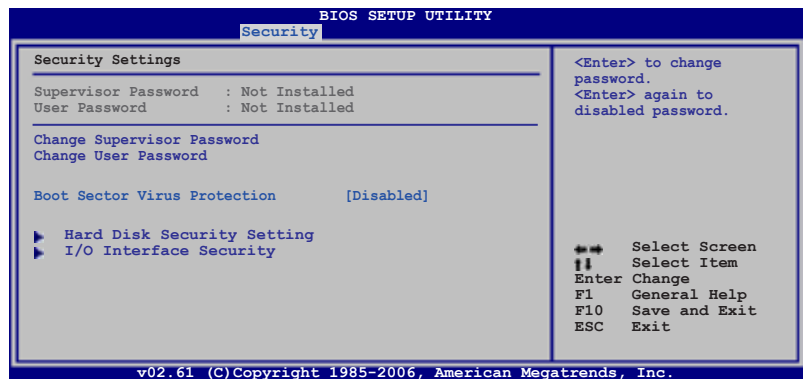 BIOS SETUP UTILITY
Security
Security Settings
Supervisor Password : Not Installed
User Password : Not Installed
Change Supervisor Password
Change User Password
Boot Sector Virus Protection [Disabled]
Hard Disk Security Setting
I/O Interface Security
<Enter> to change
password.
<Enter> again to
disabled password.
Select Screen
Select Item
Enter Change
F1 General Help
F10 Save and Exit
ESC Exit
v02.61 (C)Copyright 1985-2006, American Megatrends, Inc.